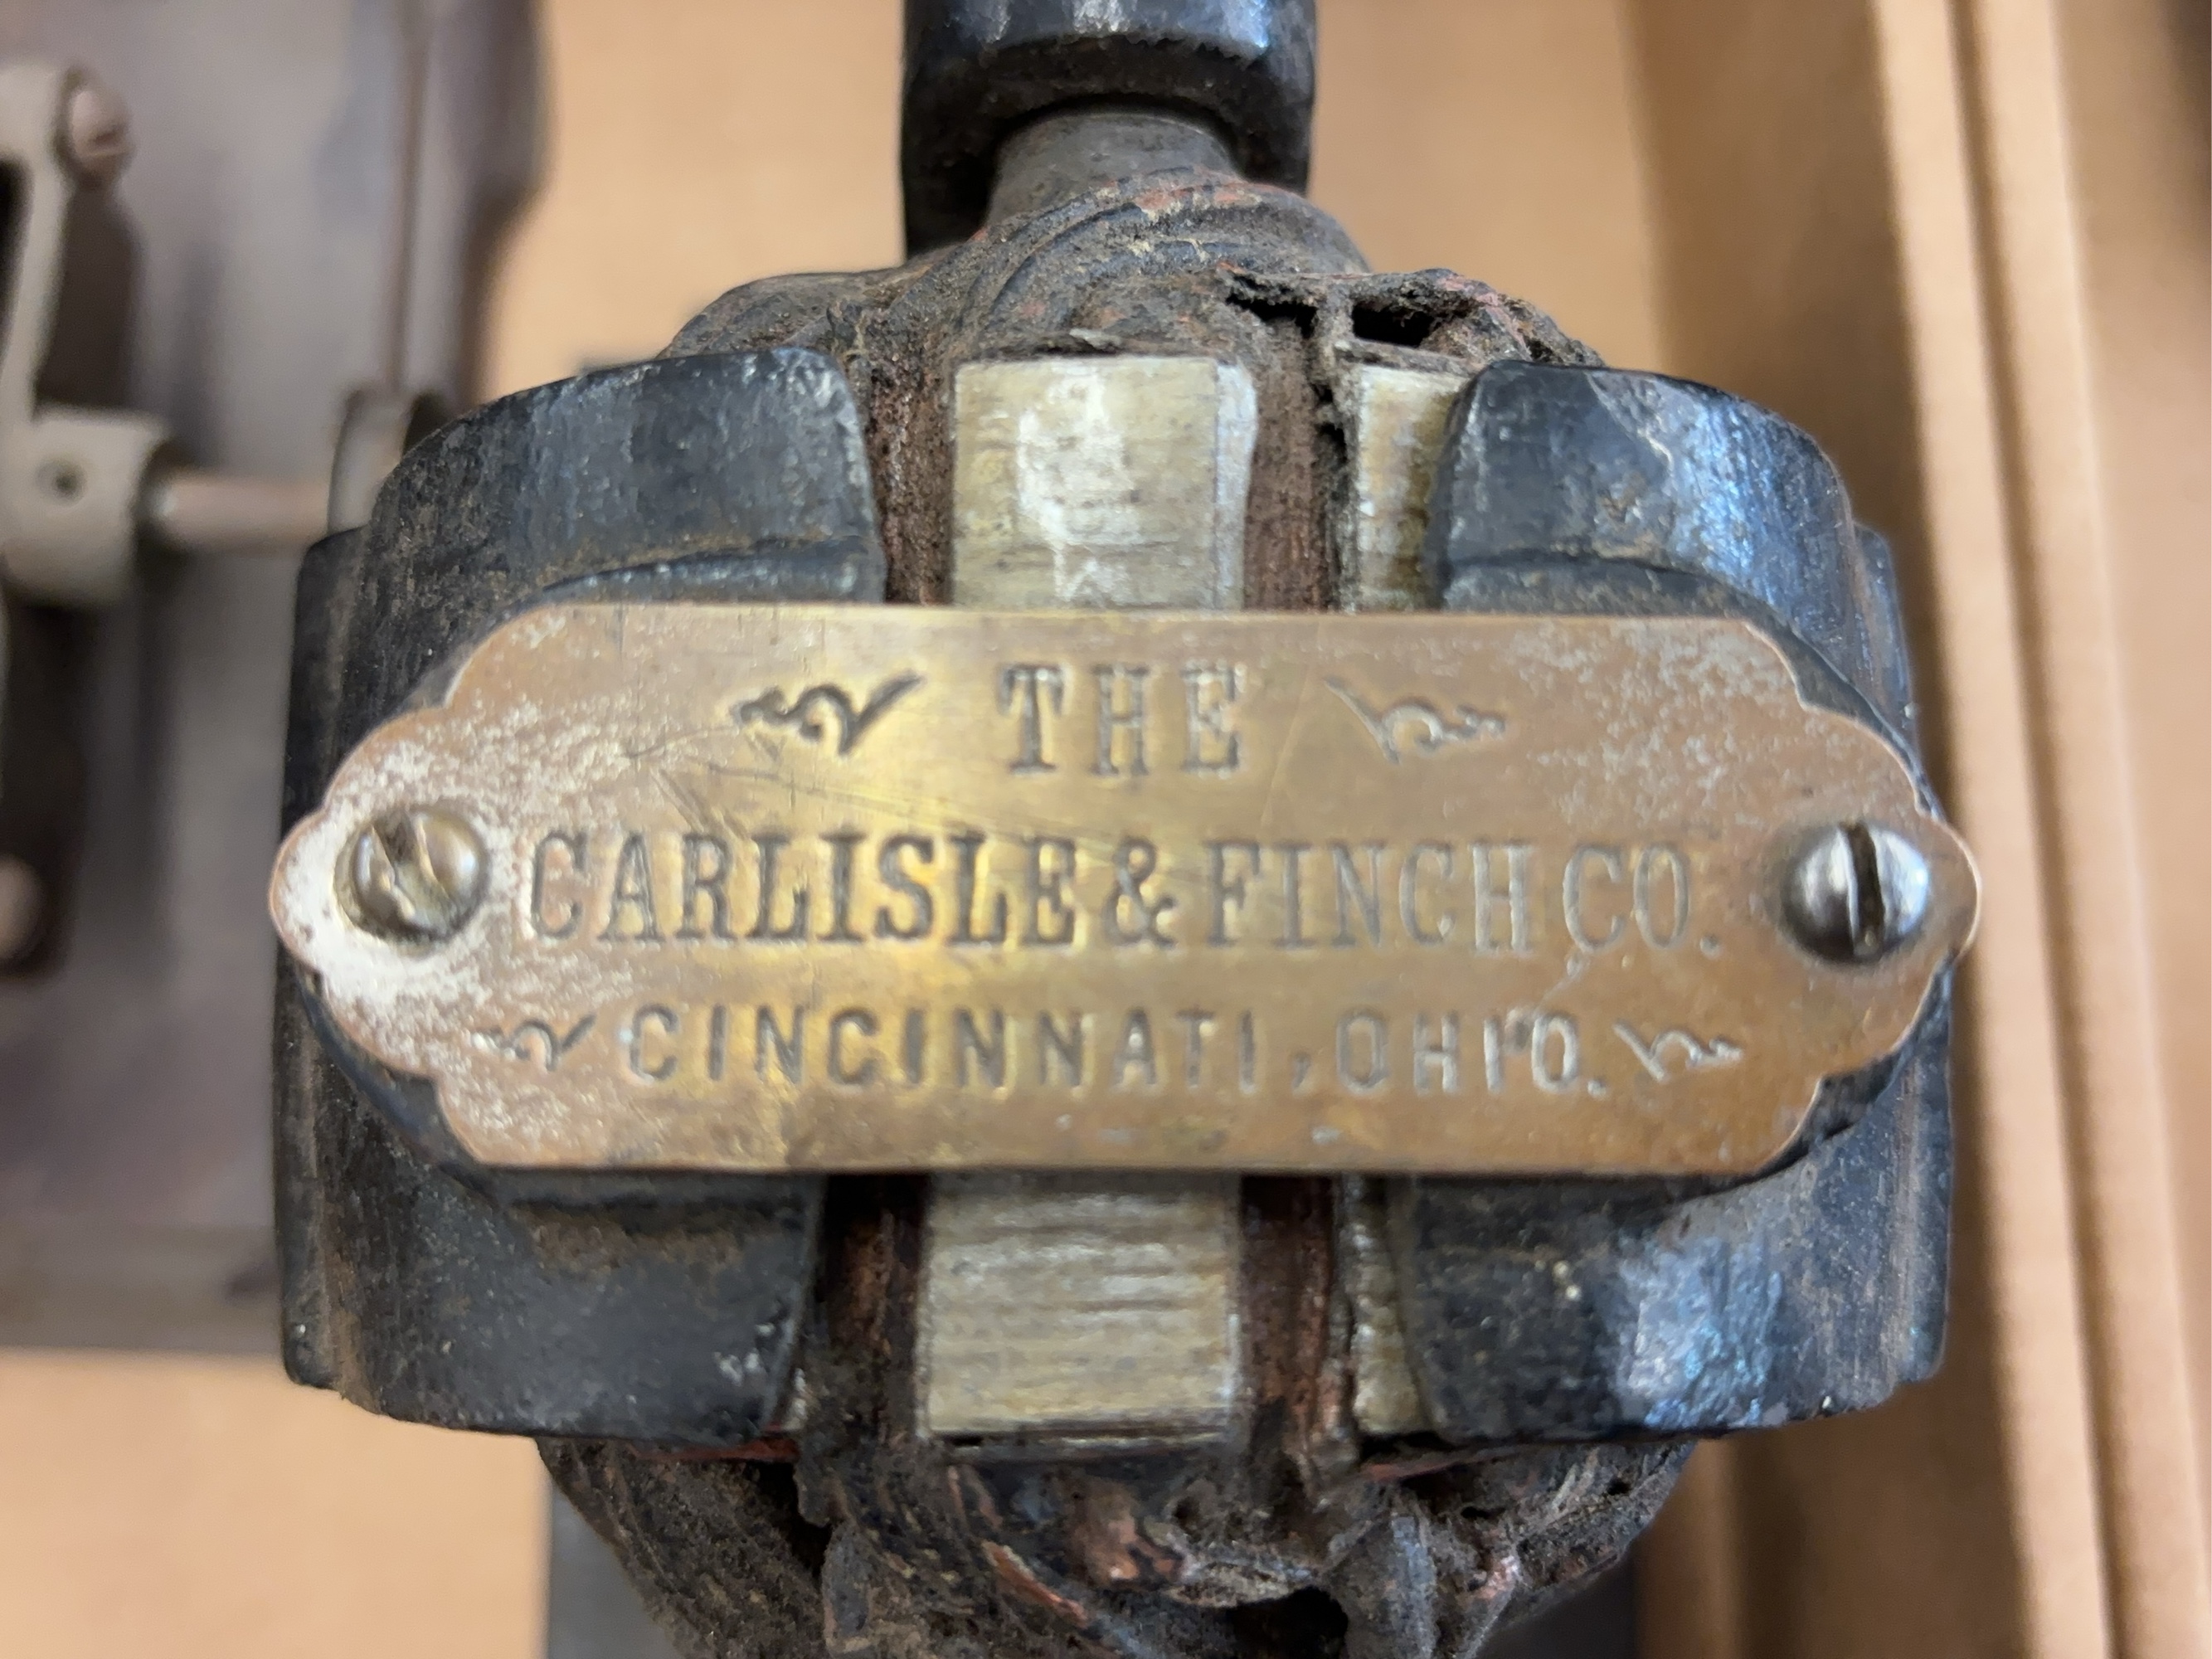 THE
CARLISLE & FINCH CO.
CINCINNATI, OHIO.